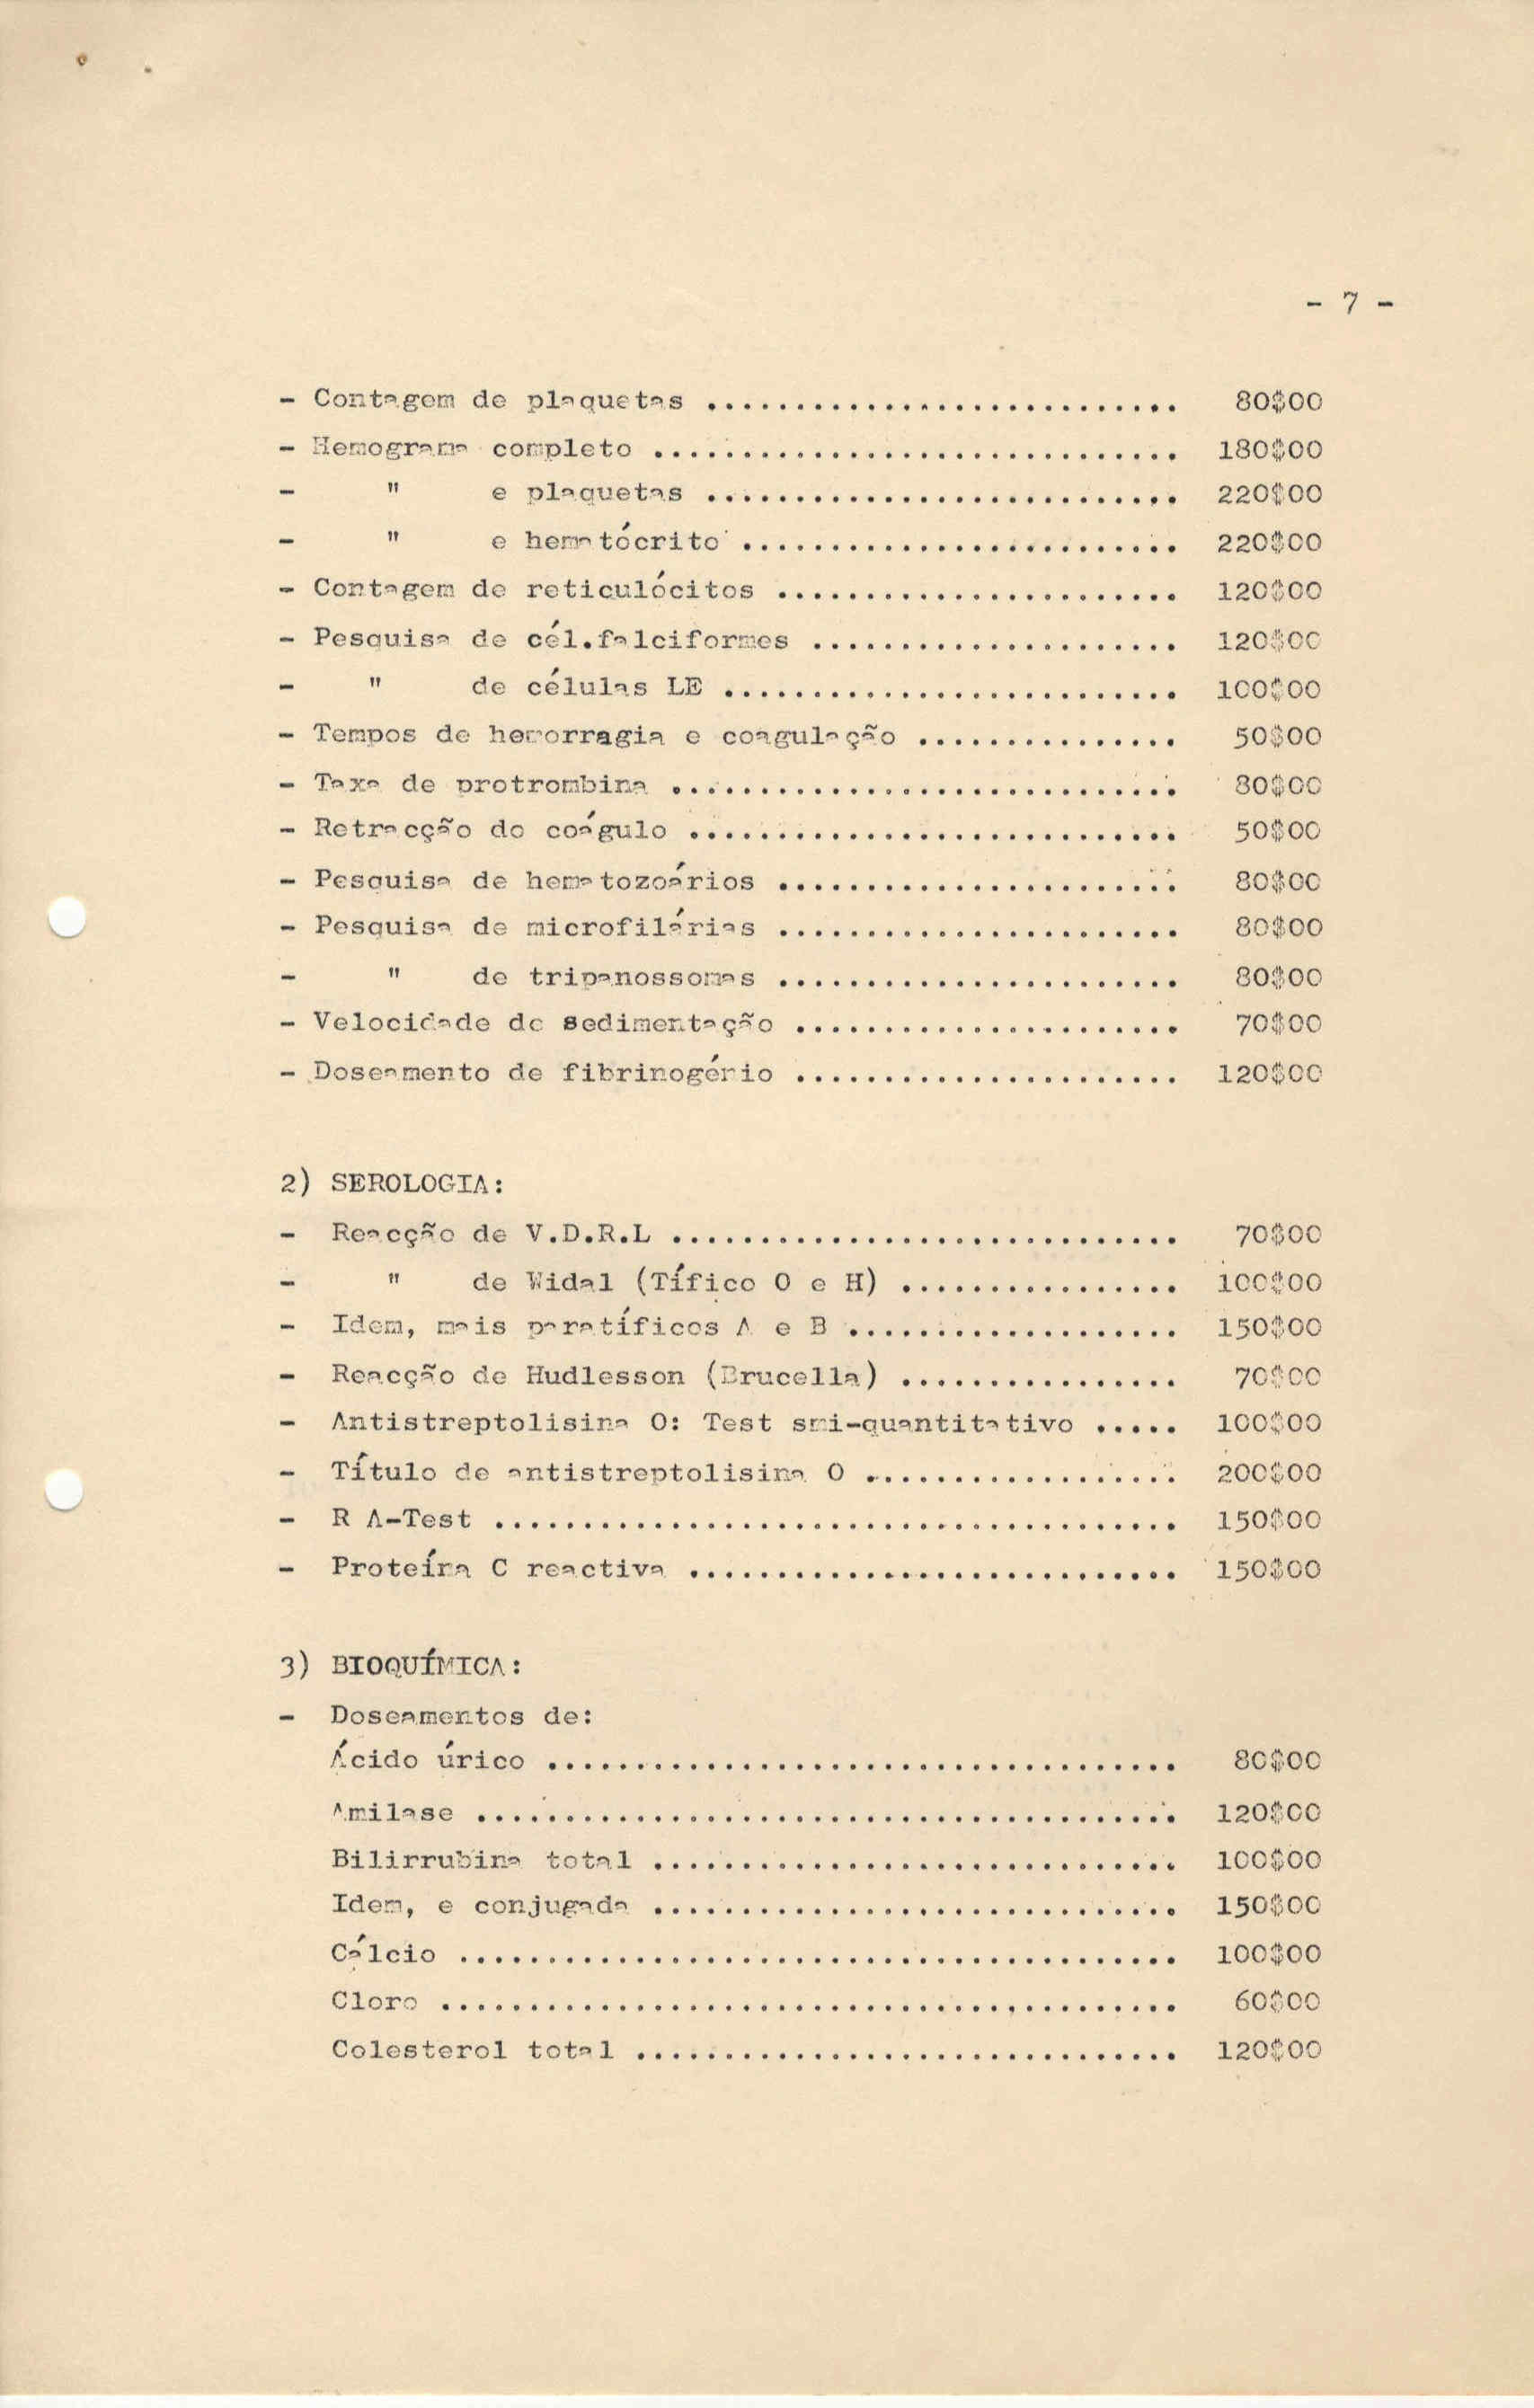 - 7 -
- Contagem de plaquetas ........................... 80$00
- Hemograma completo .............................. 180$00
- " e plaquetas ........................... 220$00
- " e hematócrito ......................... 220$00
- Contagem de reticulócitos ....................... 120$00
- Pesquisa de cél.falciformes ..................... 120$00
- " de células LE .......................... 100$00
- Tempos de hemorragia e coagulação ............... 50$00
- Taxa de protrombina ............................. 80$00
- Retracção do coágulo ............................ 50$00
- Pesquisa de hematozoários ....................... 80$00
- Pesquisa de microfilárias ....................... 80$00
- " de tripanossomas ....................... 80$00
- Velocidade de sedimentação ...................... 70$00
- Doseamento de fibrinogénio ...................... 120$00
2) SEROLOGIA:
- Reacção de V.D.R.L ............................. 70$00
- " de Widal (Tífico O e H) ................ 100$00
- Idem, mais paratíficos A e B ................... 150$00
- Reacção de Hudlesson (Brucella) ................ 70$00
- Antistreptolisina O: Test smi-quantitativo ..... 100$00
- Título de antistreptolisina O .................. 200$00
- R A-Test ....................................... 150$00
- Proteína C reactiva ............................ 150$00
3) BIOQUÍMICA:
- Doseamentos de:
Ácido úrico .................................... 80$00
Amilase ........................................ 120$00
Bilirrubina total .............................. 100$00
Idem, e conjugada .............................. 150$00
Cálcio ......................................... 100$00
Cloro .......................................... 60$00
Colesterol total ............................... 120$00